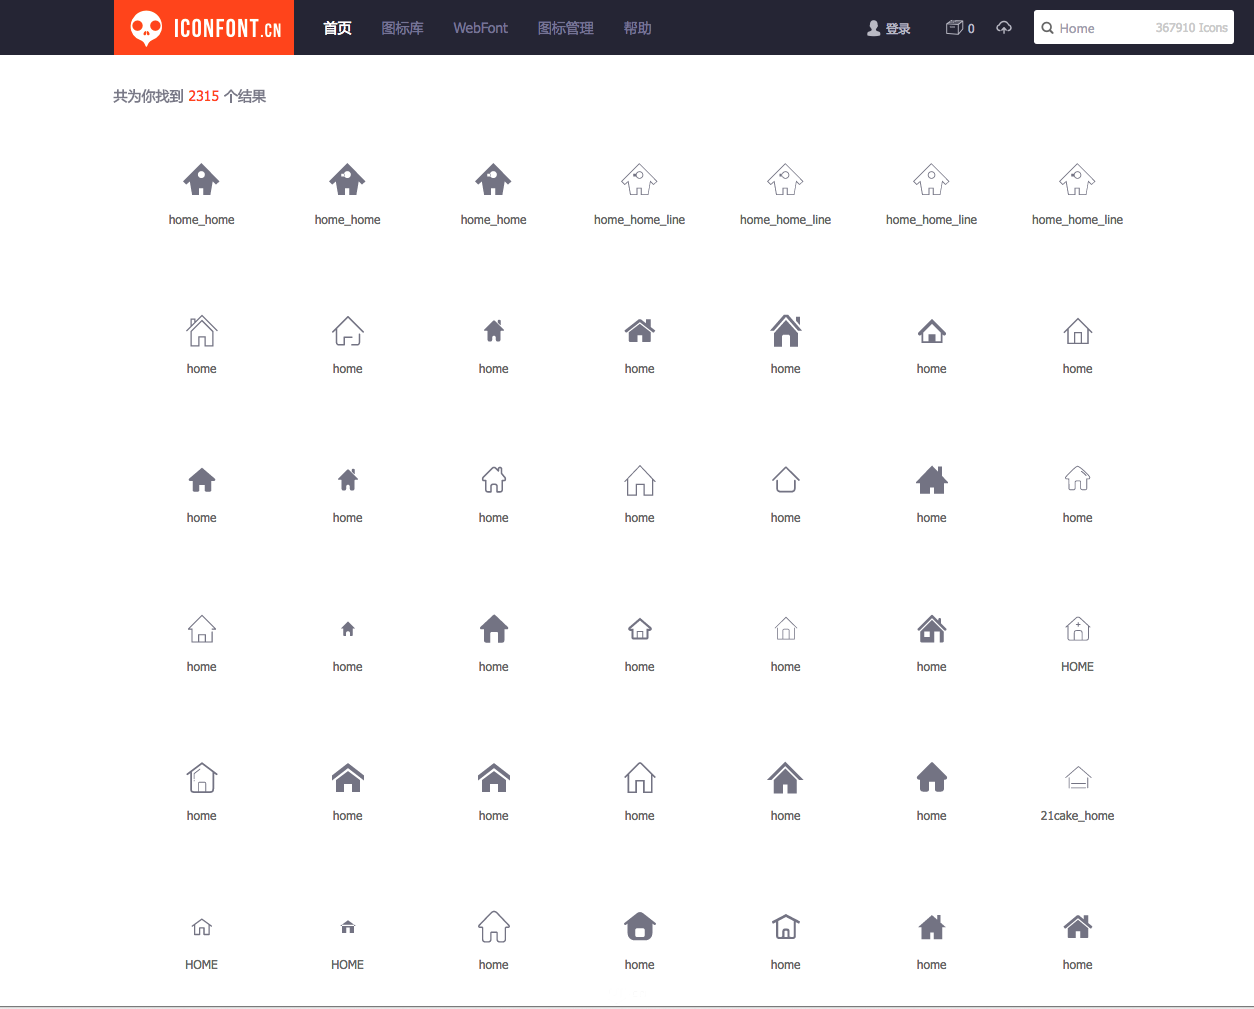 ICONFONT.CN 首页 图标库 WebFont 图标管理 帮助 登录 0 Home 367910 Icons
共为你找到 2315 个结果
home_home home_home home_home home_home_line home_home_line home_home_line home_home_line
home home home home home home home
home home home home home home home
home home home home home home HOME
home home home home home home 21cake_home
HOME HOME home home home home home